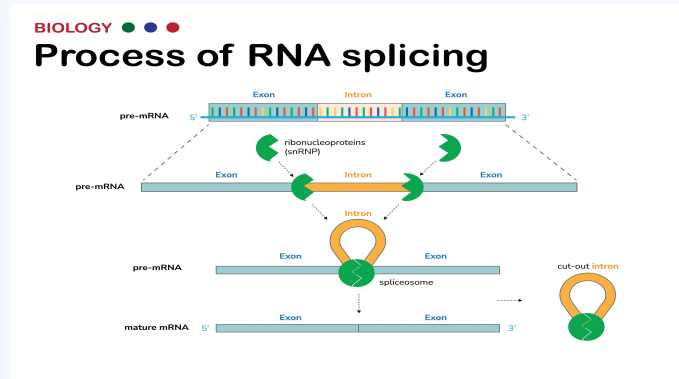 BIOLOGY
Process of RNA splicing
Exon Intron Exon
pre-mRNA 5' 3'
ribonucleoproteins
(snRNP)
Exon Intron Exon
pre-mRNA
Intron
Exon Exon
pre-mRNA
spliceosome
cut-out intron
Exon Exon
mature mRNA 5' 3'